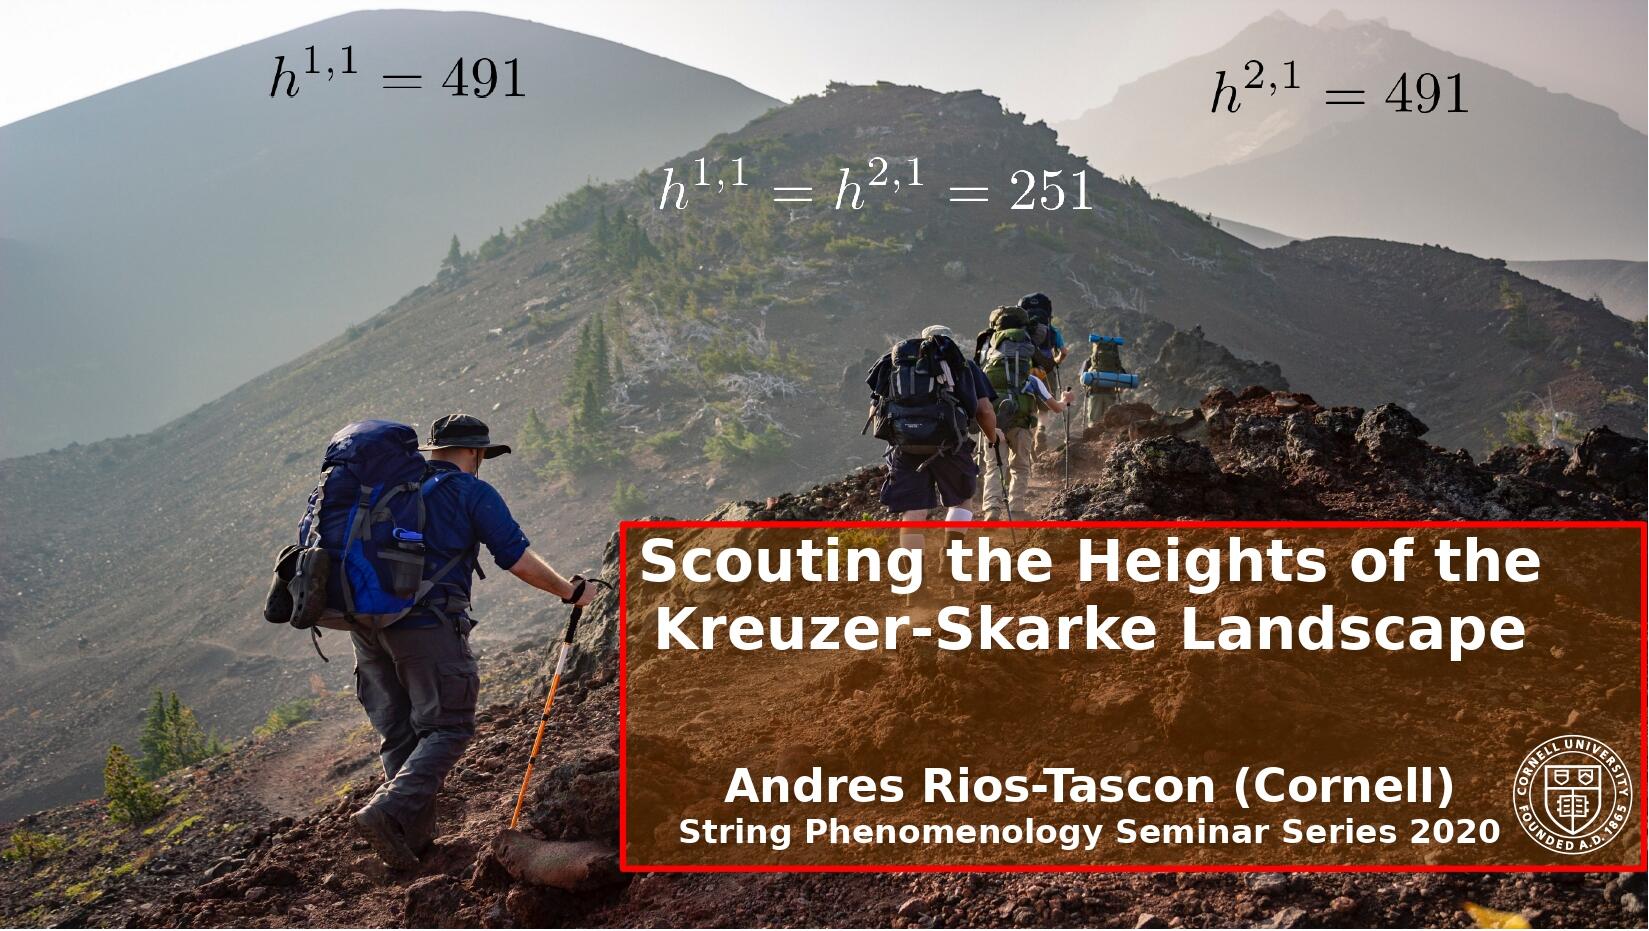 h^{1,1} = 491
h^{2,1} = 491
h^{1,1} = h^{2,1} = 251
Scouting the Heights of the
Kreuzer-Skarke Landscape
Andres Rios-Tascon (Cornell)
String Phenomenology Seminar Series 2020
CORNELL UNIVERSITY
FOUNDED A.D. 1865